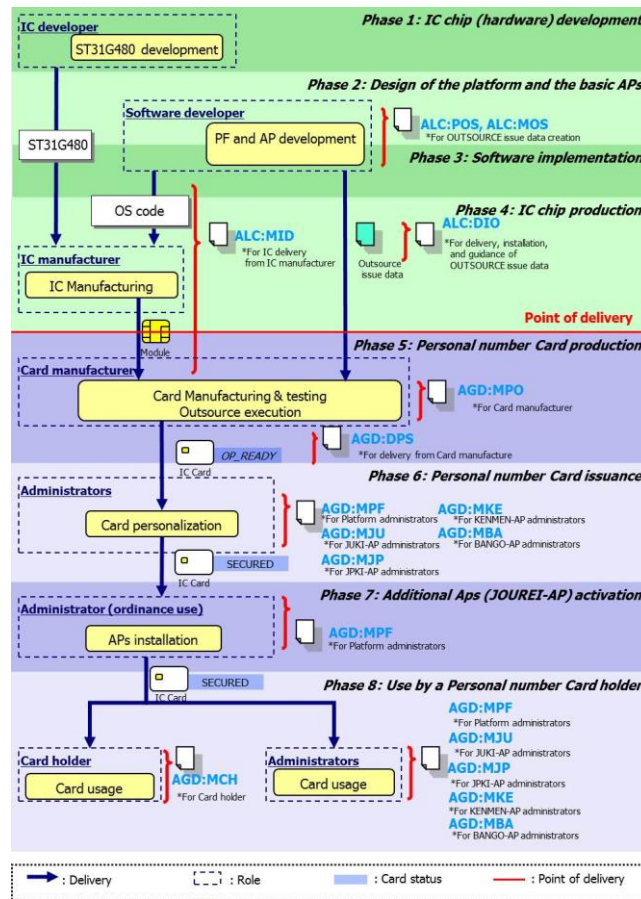 Phase 1: IC chip (hardware) development
IC developer
ST31G480 development
Phase 2: Design of the platform and the basic APs
Software developer
PF and AP development
ALC:POS, ALC:MOS
*For OUTSOURCE issue data creation
ST31G480
Phase 3: Software implementation
Phase 4: IC chip production
OS code
ALC:MID
*For IC delivery
from IC manufacturer
Outsource
issue data
ALC:DIO
*For delivery, installation,
and guidance of
OUTSOURCE issue data
IC manufacturer
IC Manufacturing
Point of delivery
Module
Phase 5: Personal number Card production
Card manufacturer
Card Manufacturing & testing
Outsource execution
AGD:MPO
*For Card manufacturer
IC Card
OP_READY
AGD:DPS
*For delivery from Card manufacture
Phase 6: Personal number Card issuance
Administrators
Card personalization
AGD:MPF
*For Platform administrators
AGD:MJU
*For JUKI-AP administrators
AGD:MJP
*For JPKI-AP administrators
AGD:MKE
*For KENMEN-AP administrators
AGD:MBA
*For BANGO-AP administrators
IC Card
SECURED
Phase 7: Additional Aps (JOUREI-AP) activation
Administrator (ordinance use)
APs installation
AGD:MPF
*For Platform administrators
IC Card
SECURED
Phase 8: Use by a Personal number Card holder
Card holder
Card usage
AGD:MCH
*For Card holder
Administrators
Card usage
AGD:MPF
*For Platform administrators
AGD:MJU
*For JUKI-AP administrators
AGD:MJP
*For JPKI-AP administrators
AGD:MKE
*For KENMEN-AP administrators
AGD:MBA
*For BANGO-AP administrators
: Delivery
: Role
: Card status
: Point of delivery